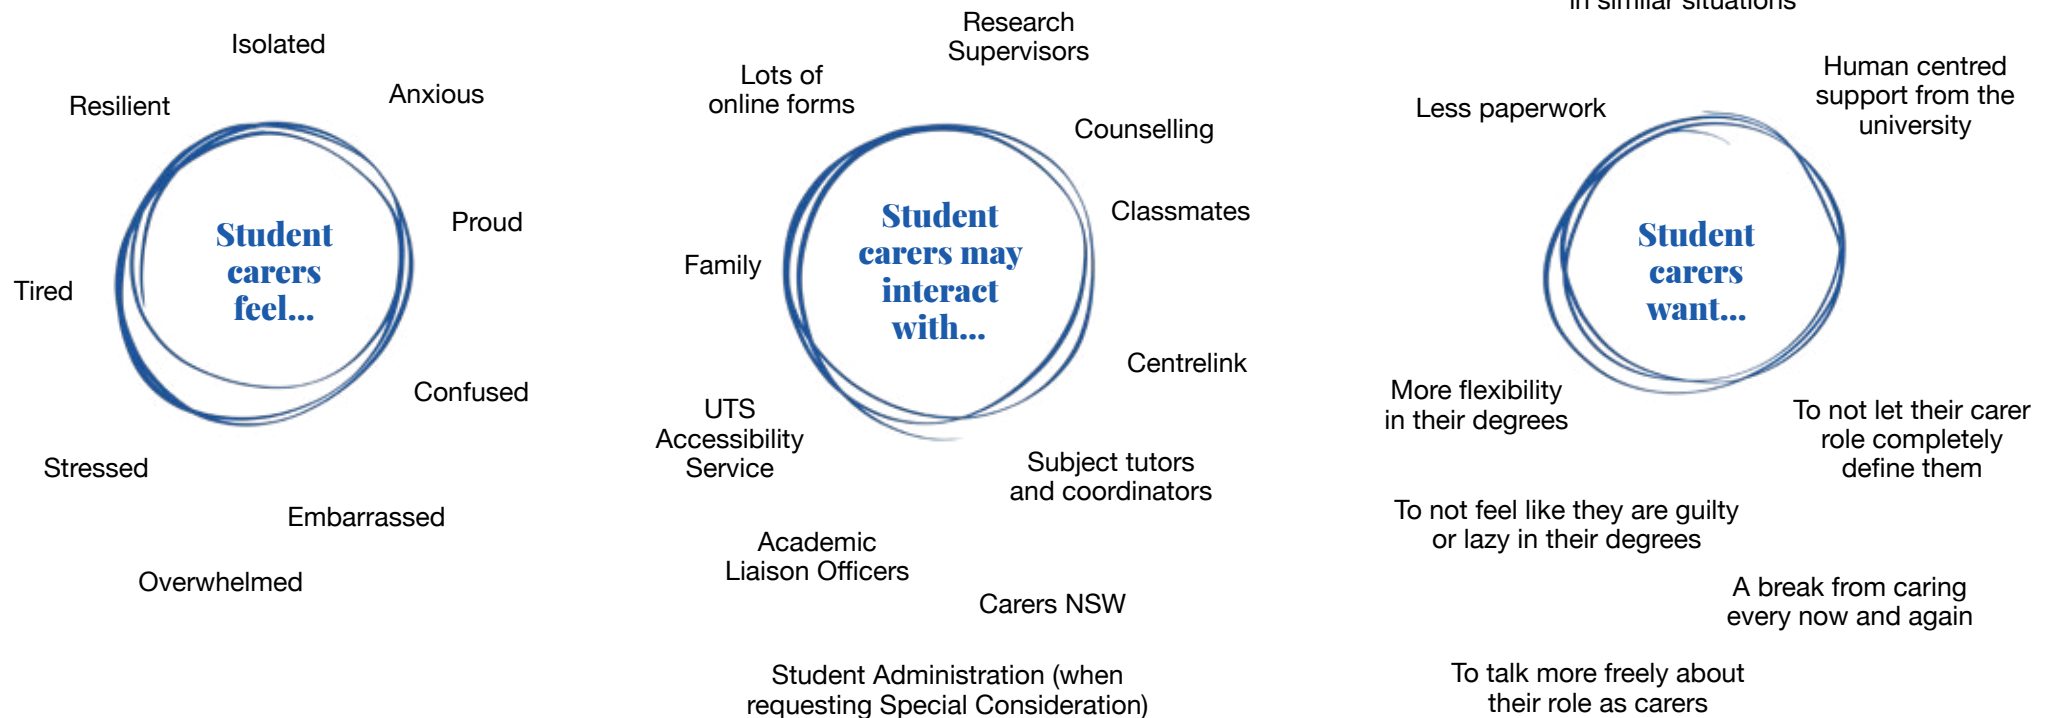 Isolated
Anxious
Resilient
Proud
Student
carers
feel...
Tired
Confused
Stressed
Embarrassed
Overwhelmed
Research
Supervisors
Lots of
online forms
Counselling
Classmates
Student
carers may
interact
with...
Family
Centrelink
UTS
Accessibility
Service
Subject tutors
and coordinators
Academic
Liaison Officers
Carers NSW
Student Administration (when
requesting Special Consideration)
in similar situations
Human centred
support from the
university
Less paperwork
Student
carers
want...
More flexibility
in their degrees
To not let their carer
role completely
define them
To not feel like they are guilty
or lazy in their degrees
A break from caring
every now and again
To talk more freely about
their role as carers